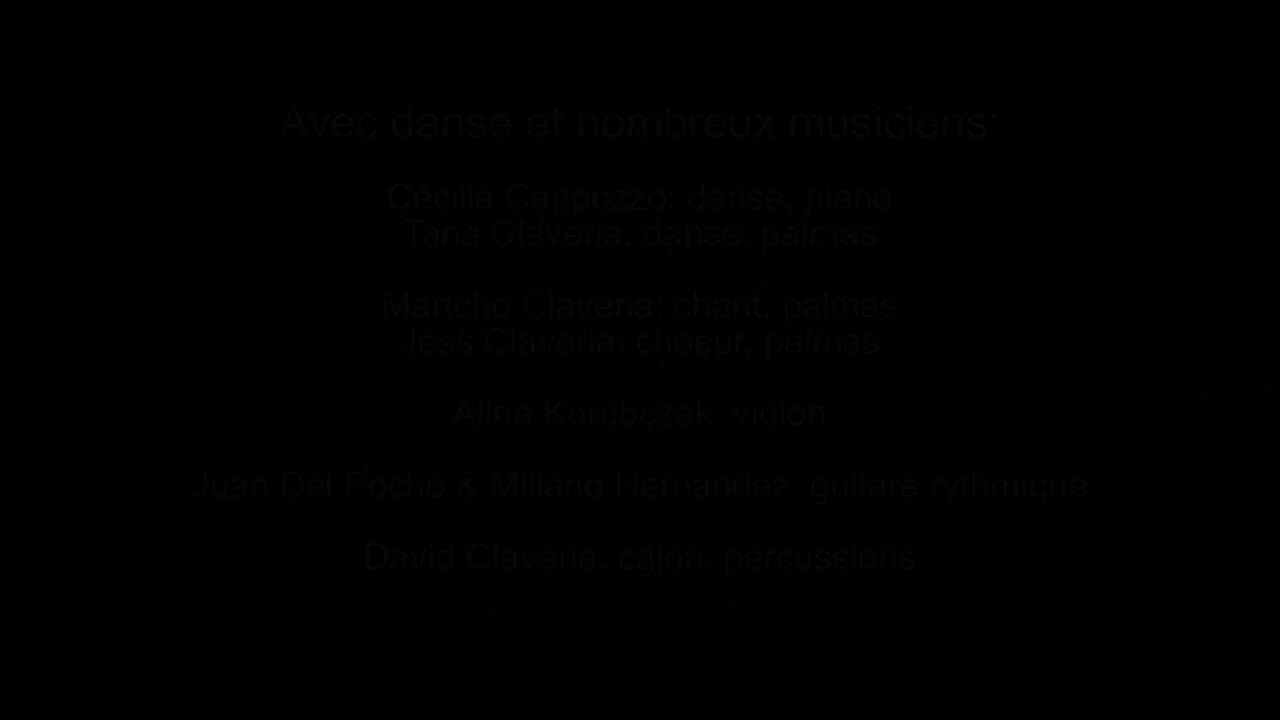 Avec danse et nombreux musiciens:
Cécilia Cappozzo: danse, piano
Tana Claveria: danse, palmas
Martcho Claveria: chant, palmas
Joss Claveria: choeur, palmas
Alina Korobczak: violon
Juan Del Pocho & Miliano Hernandez: guitare rythmique
David Claveria: cajon, percussions